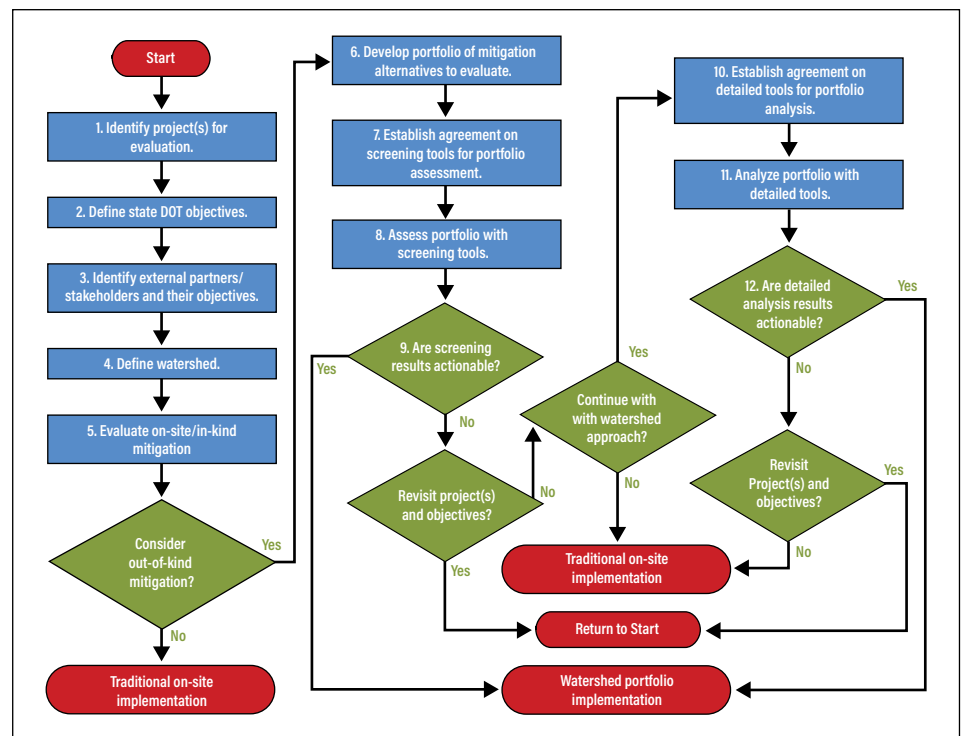 Start
1. Identify project(s) for
evaluation.
2. Define state DOT objectives.
3. Identify external partners/
stakeholders and their objectives.
4. Define watershed.
5. Evaluate on-site/in-kind
mitigation
Consider
out-of-kind
mitigation?
Yes
No
Traditional on-site
implementation
6. Develop portfolio of mitigation
alternatives to evaluate.
7. Establish agreement on
screening tools for portfolio
assessment.
8. Assess portfolio with
screening tools.
9. Are screening
results actionable?
Yes
No
Revisit project(s)
and objectives?
No
Yes
Continue with
with watershed
approach?
Yes
No
10. Establish agreement on
detailed tools for portfolio
analysis.
11. Analyze portfolio with
detailed tools.
12. Are detailed
analysis results
actionable?
Yes
No
Revisit
Project(s) and
objectives?
Yes
No
Traditional on-site
implementation
Return to Start
Watershed portfolio
implementation